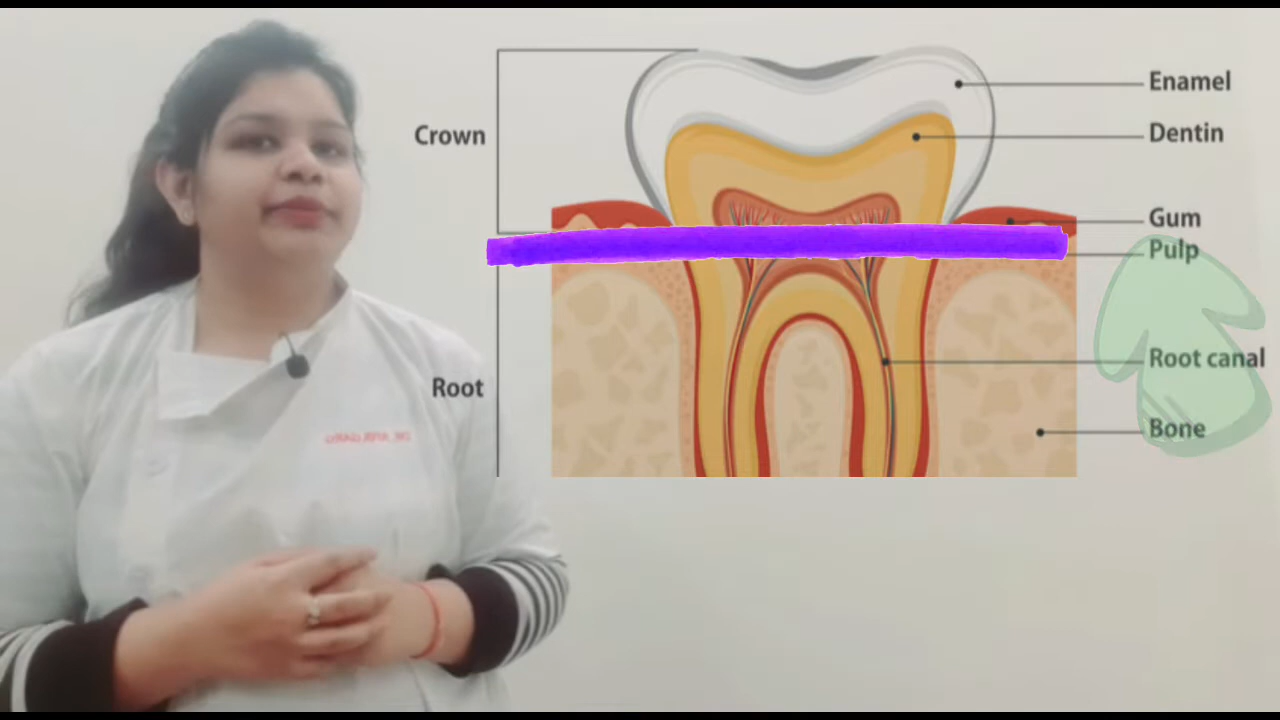 Crown
Root
Enamel
Dentin
Gum
Pulp
Root canal
Bone